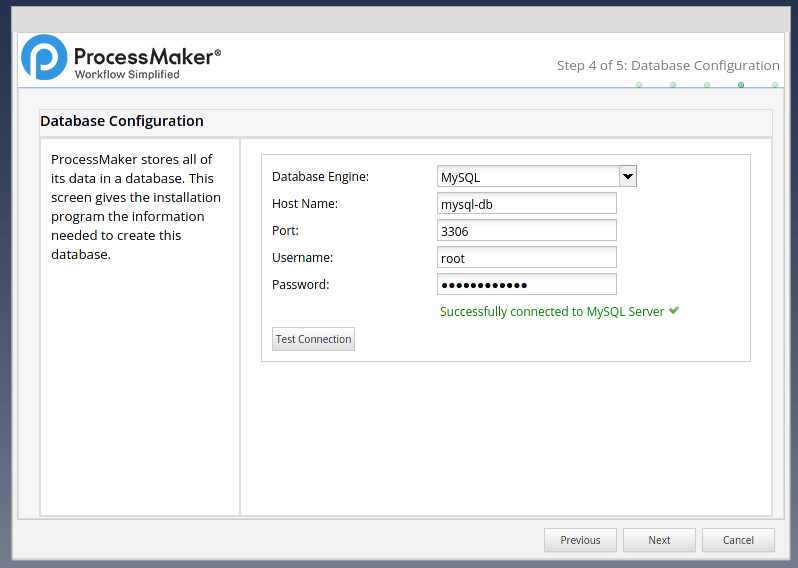 ProcessMaker®
Workflow Simplified
Step 4 of 5: Database Configuration
Database Configuration
ProcessMaker stores all of
its data in a database. This
screen gives the installation
program the information
needed to create this
database.
Database Engine: MySQL
Host Name: mysql-db
Port: 3306
Username: root
Password: ●●●●●●●●●●●●
Successfully connected to MySQL Server ✔
Test Connection
Previous Next Cancel